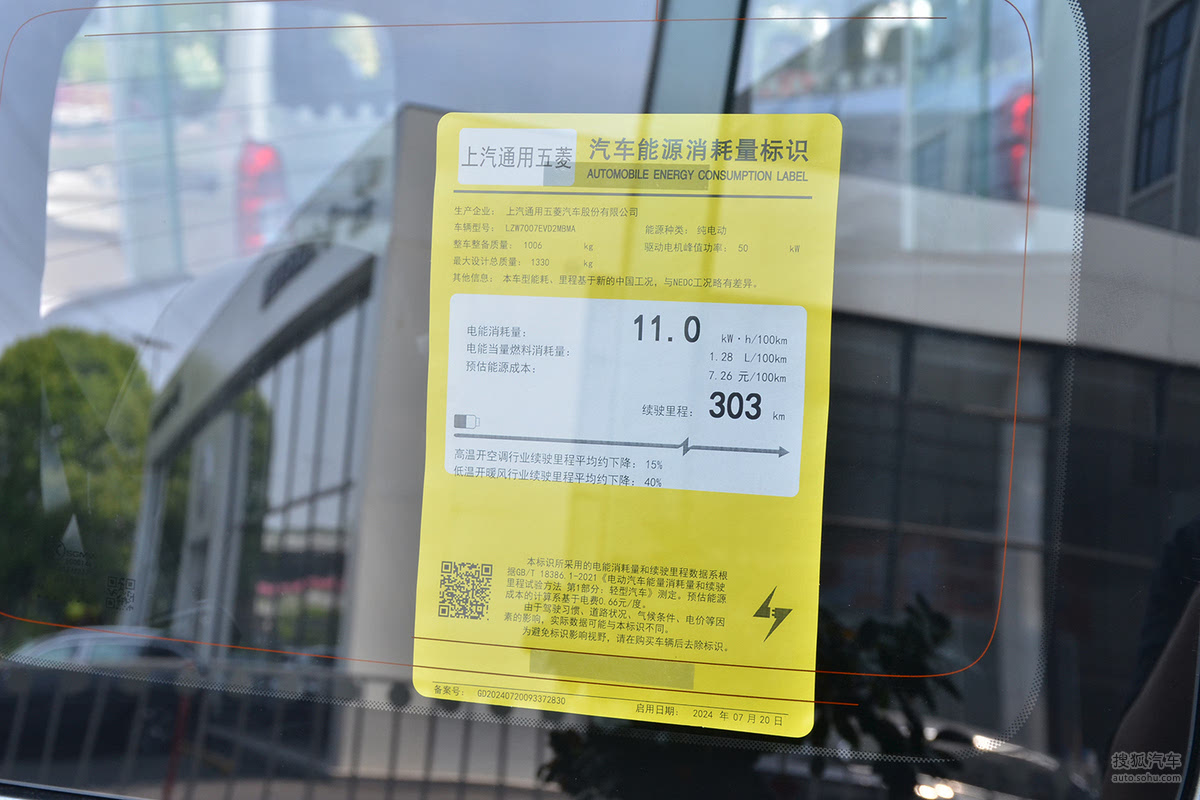 上汽通用五菱
汽车能源消耗量标识
AUTOMOBILE ENERGY CONSUMPTION LABEL
生产企业： 上汽通用五菱汽车股份有限公司
车辆型号： LZW7007EVD2MBMA 能源种类： 纯电动
整车整备质量： 1006 kg 驱动电机峰值功率： 50 kW
最大设计总质量： 1330 kg
其他信息： 本车型能耗、里程基于新的中国工况，与NEDC工况略有差异。
电能消耗量： 11.0 kW·h/100km
电能当量燃料消耗量： 1.28 L/100km
预估能源成本： 7.26 元/100km
续驶里程： 303 km
高温开空调行业续驶里程平均约下降： 15%
低温开暖风行业续驶里程平均约下降： 40%
本标识所采用的电能消耗量和续驶里程数据系根
据GB/T 18386.1-2021《电动汽车能量消耗量和续驶
里程试验方法 第1部分：轻型汽车》测定。预估能源
成本的计算系基于电费0.66元/度。
由于驾驶习惯、道路状况、气候条件、电价等因
素的影响，实际数据可能与本标识不同。
为避免标识影响视野，请在购买车辆后去除标识。
备案号： GD20240720093372830
启用日期： 2024 年 07 月 20 日
搜狐汽车
auto.sohu.com